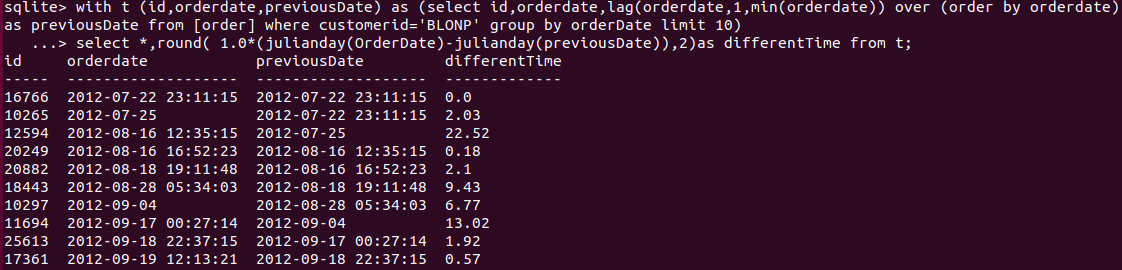 sqlite> with t (id,orderdate,previousDate) as (select id,orderdate,lag(orderdate,1,min(orderdate)) over (order by orderdate)
as previousDate from [order] where customerid='BLONP' group by orderDate limit 10)
   ...> select *,round( 1.0*(julianday(OrderDate)-julianday(previousDate)),2)as differentTime from t;
id     orderdate            previousDate         differentTime
-----  -------------------  -------------------  -------------
16766  2012-07-22 23:11:15  2012-07-22 23:11:15  0.0
10265  2012-07-25           2012-07-22 23:11:15  2.03
12594  2012-08-16 12:35:15  2012-07-25           22.52
20249  2012-08-16 16:52:23  2012-08-16 12:35:15  0.18
20882  2012-08-18 19:11:48  2012-08-16 16:52:23  2.1
18443  2012-08-28 05:34:03  2012-08-18 19:11:48  9.43
10297  2012-09-04           2012-08-28 05:34:03  6.77
11694  2012-09-17 00:27:14  2012-09-04           13.02
25613  2012-09-18 22:37:15  2012-09-17 00:27:14  1.92
17361  2012-09-19 12:13:21  2012-09-18 22:37:15  0.57